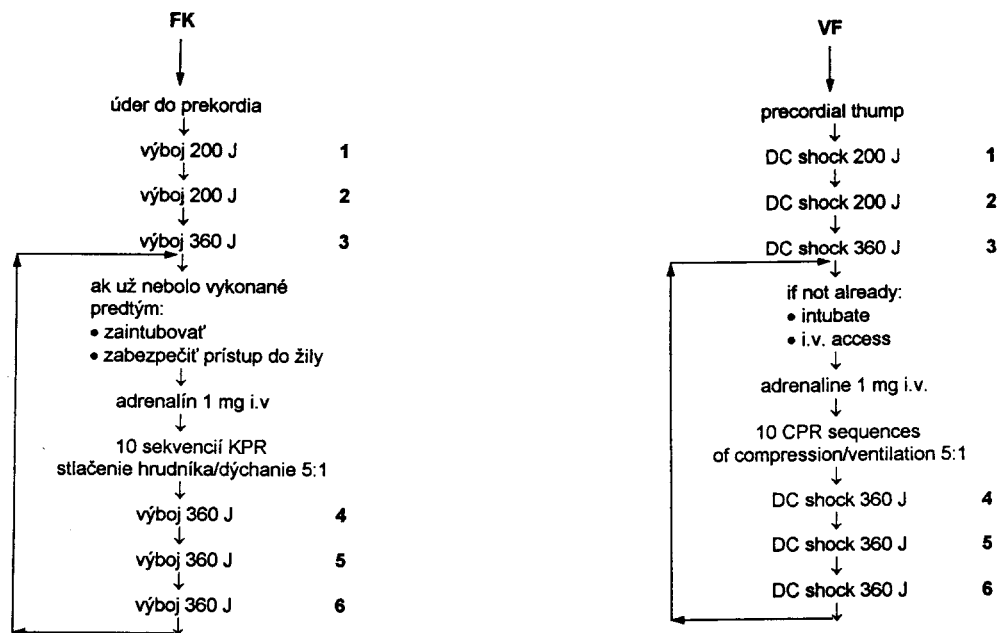 FK
úder do prekordia
výboj 200 J 1
výboj 200 J 2
výboj 360 J 3
ak už nebolo vykonané
predtým:
• zaintubovať
• zabezpečiť prístup do žily
adrenalín 1 mg i.v
10 sekvencií KPR
stlačenie hrudníka/dýchanie 5:1
výboj 360 J 4
výboj 360 J 5
výboj 360 J 6
VF
precordial thump
DC shock 200 J 1
DC shock 200 J 2
DC shock 360 J 3
if not already:
• intubate
• i.v. access
adrenaline 1 mg i.v.
10 CPR sequences
of compression/ventilation 5:1
DC shock 360 J 4
DC shock 360 J 5
DC shock 360 J 6